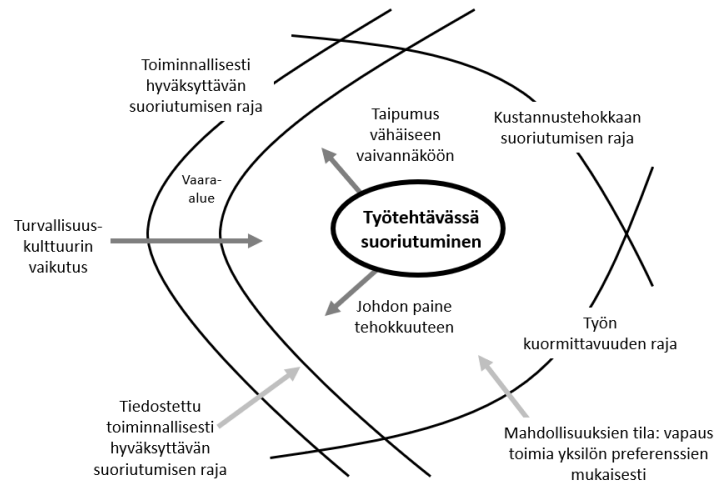 Toiminnallisesti
hyväksyttävän
suoriutumisen raja
Taipumus
vähäiseen
vaivannäköön
Kustannustehokkaan
suoriutumisen raja
Vaara-
alue
Turvallisuus-
kulttuurin
vaikutus
Työtehtävässä
suoriutuminen
Johdon paine
tehokkuuteen
Työn
kuormittavuuden raja
Tiedostettu
toiminnallisesti
hyväksyttävän
suoriutumisen raja
Mahdollisuuksien tila: vapaus
toimia yksilön preferenssien
mukaisesti